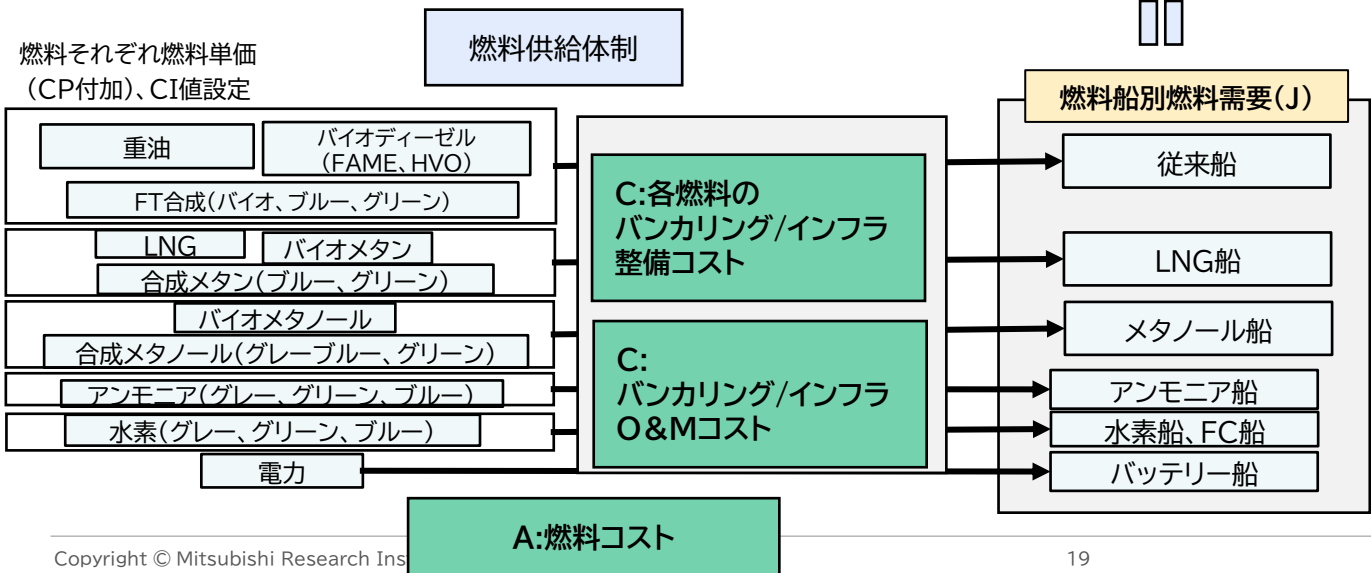 燃料それぞれ燃料単価
（CP付加）、CI値設定
燃料供給体制
燃料船別燃料需要（J）
重油
バイオディーゼル
（FAME、HVO）
FT合成（バイオ、ブルー、グリーン）
LNG
バイオメタン
合成メタン（ブルー、グリーン）
バイオメタノール
合成メタノール（グレーブルー、グリーン）
アンモニア（グレー、グリーン、ブルー）
水素（グレー、グリーン、ブルー）
電力
C:各燃料の
バンカリング/インフラ
整備コスト
C:
バンカリング/インフラ
O&Mコスト
従来船
LNG船
メタノール船
アンモニア船
水素船、FC船
バッテリー船
A:燃料コスト
Copyright © Mitsubishi Research Ins
19